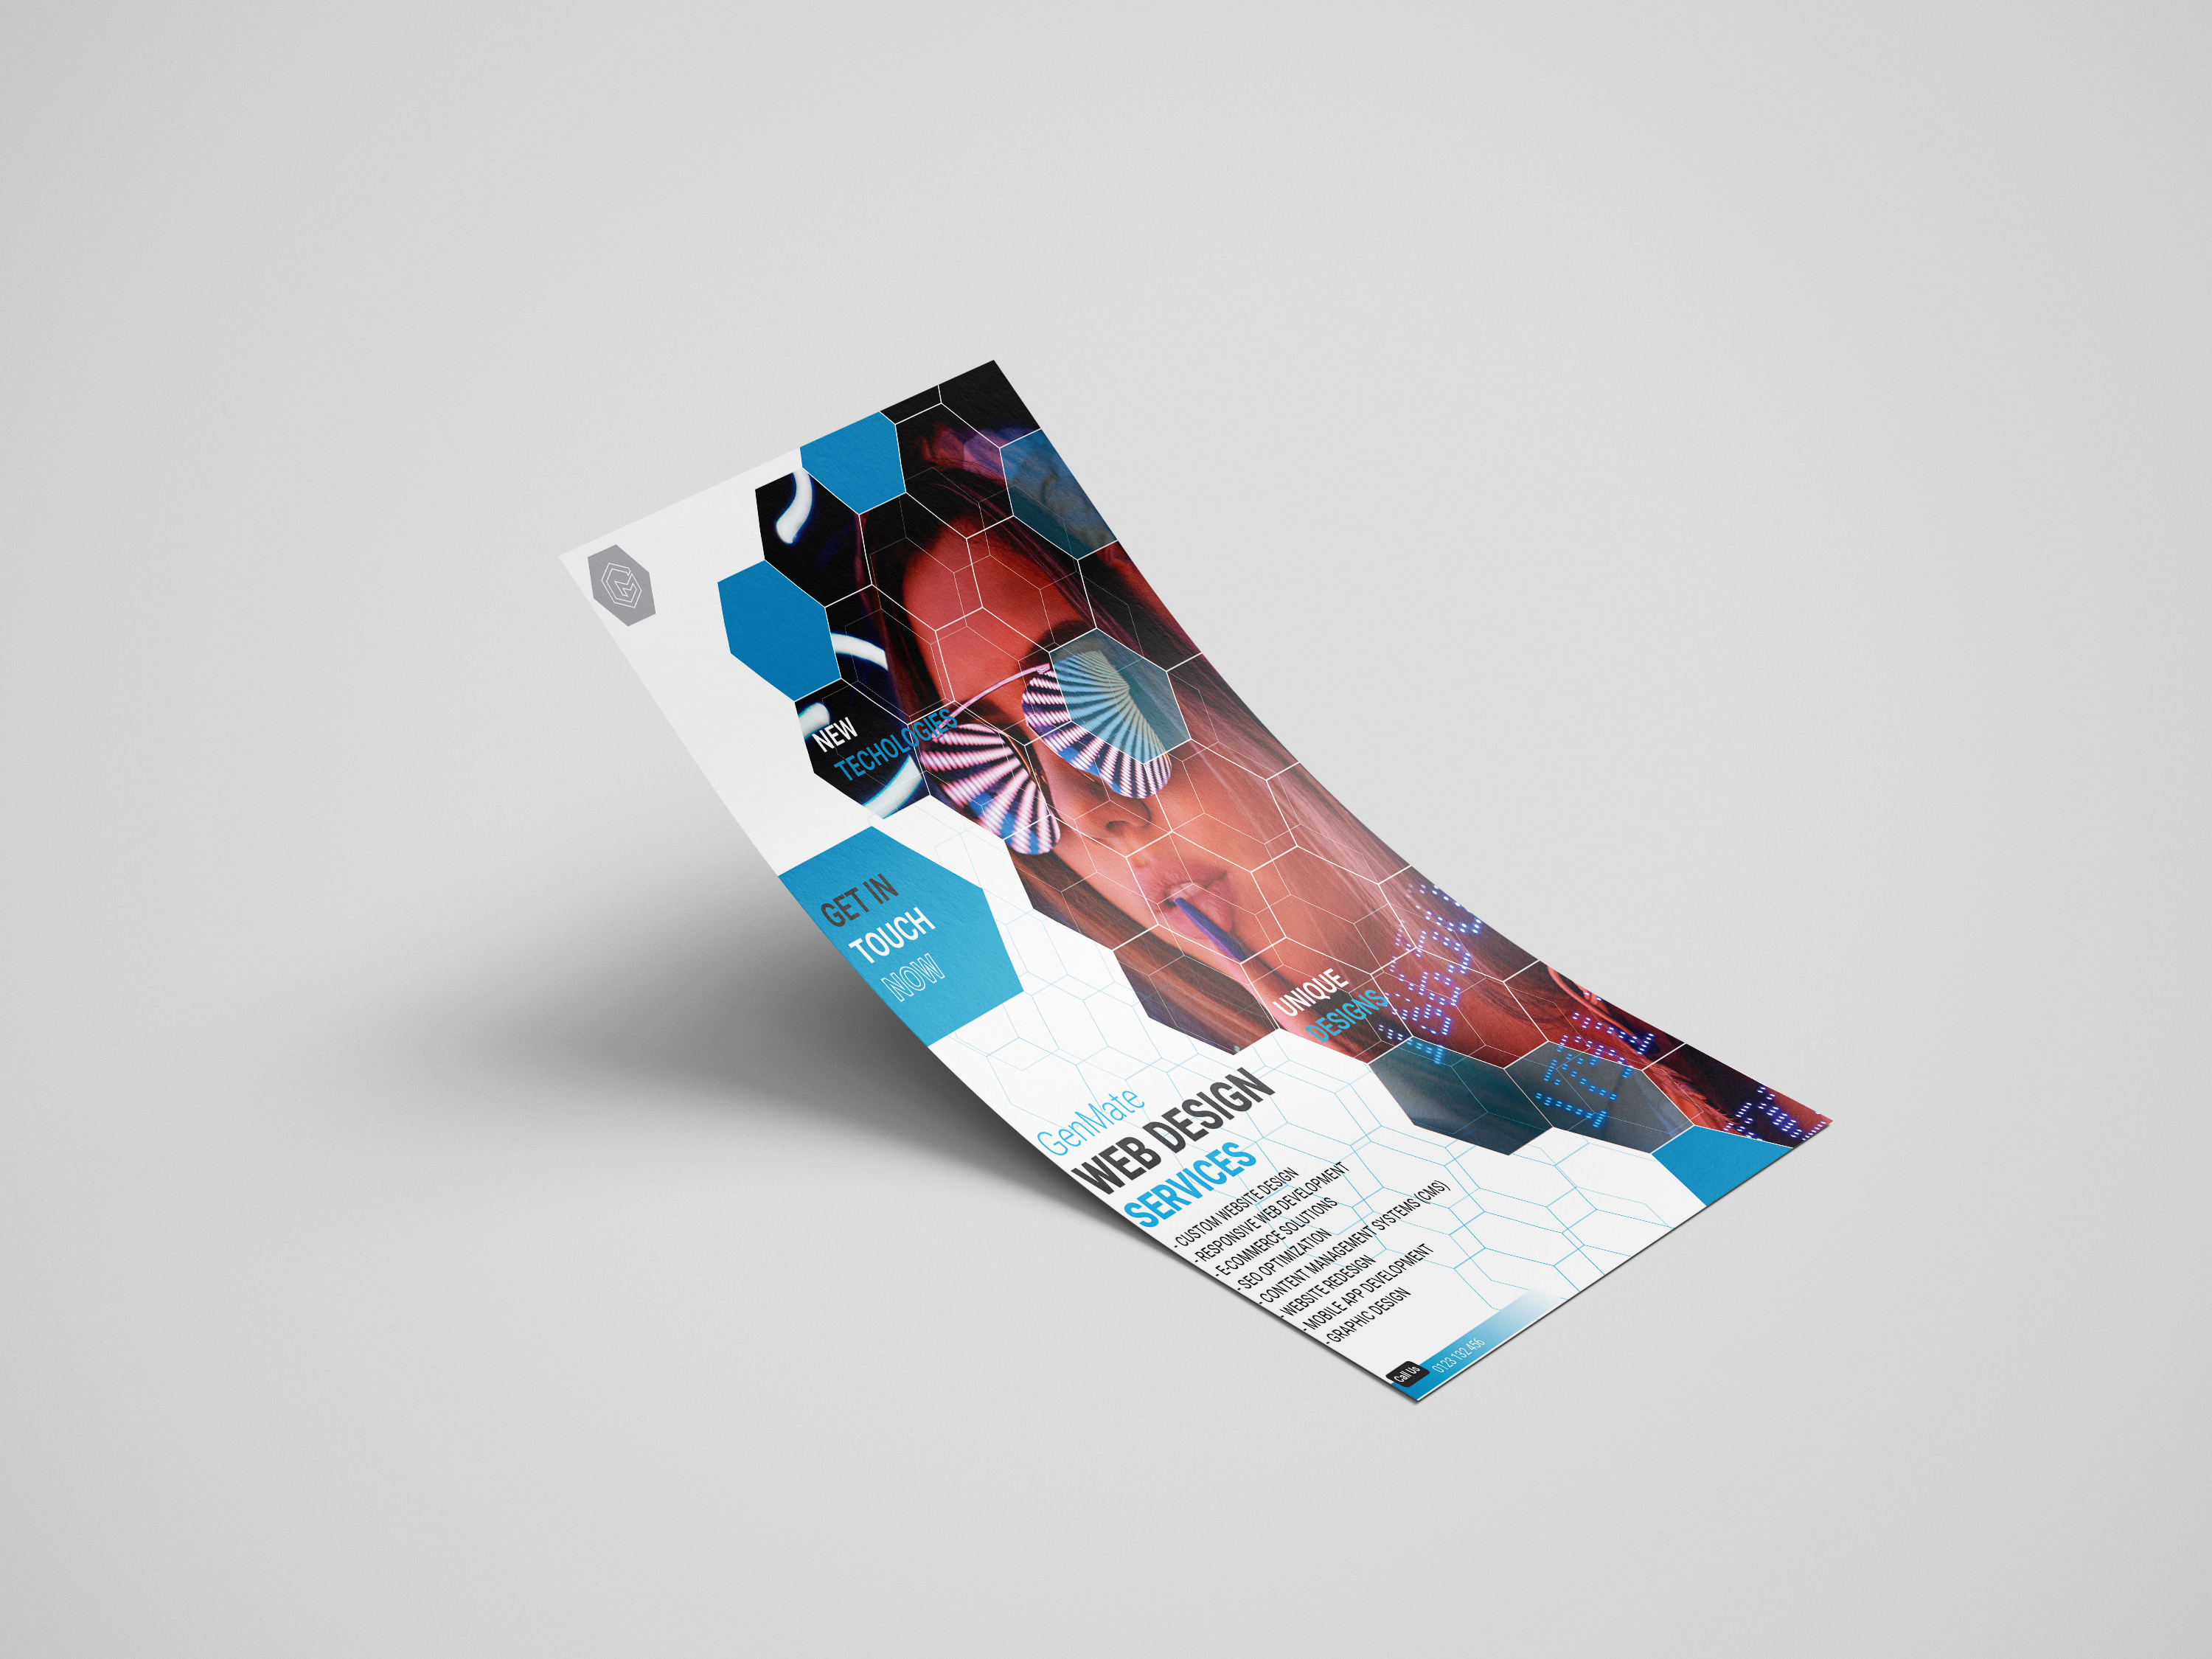 NEW
TECHOLOGIES
GET IN
TOUCH
NOW
UNIQUE
DESIGNS
GenMate
WEB DESIGN
SERVICES
- CUSTOM WEBSITE DESIGN
- RESPONSIVE WEB DEVELOPMENT
- E-COMMERCE SOLUTIONS
- SEO OPTIMIZATION
- CONTENT MANAGEMENT SYSTEMS (CMS)
- WEBSITE REDESIGN
- MOBILE APP DEVELOPMENT
- GRAPHIC DESIGN
Call Us 0123 132 456